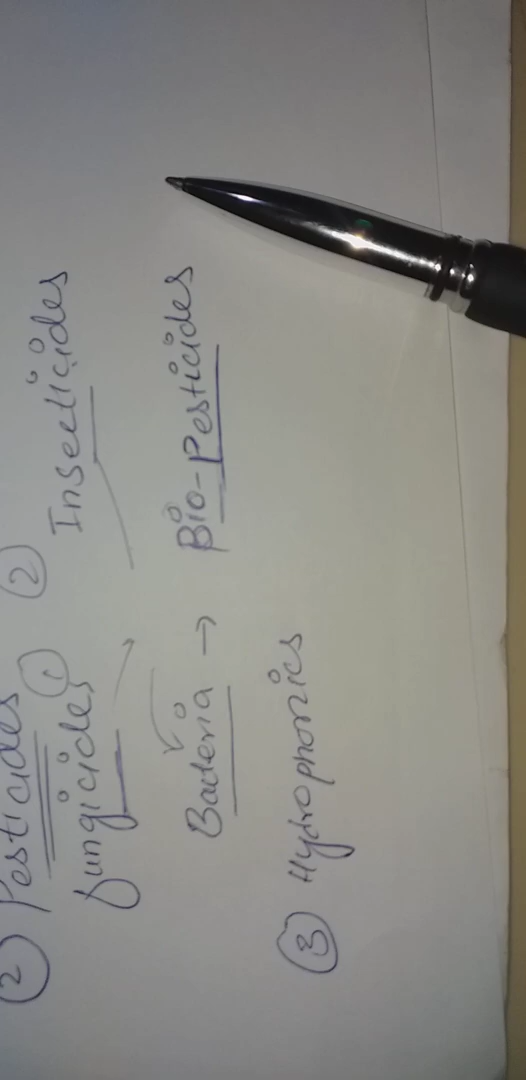 ② Pesticides
fungicides ① ② Insecticides
Bacteria → Bio-Pesticides
③ Hydrophonics